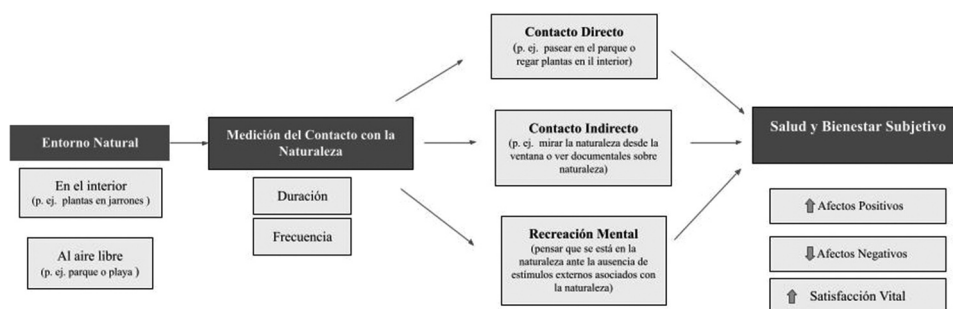 Entorno Natural
En el interior
(p. ej. plantas en jarrones )
Al aire libre
(p. ej. parque o playa )
Medición del Contacto con la
Naturaleza
Duración
Frecuencia
Contacto Directo
(p. ej. pasear en el parque o
regar plantas en il interior)
Contacto Indirecto
(p. ej. mirar la naturaleza desde la
ventana o ver documentales sobre
naturaleza)
Recreación Mental
(pensar que se está en la
naturaleza ante la ausencia de
estímulos externos asociados con
la naturaleza)
Salud y Bienestar Subjetivo
Afectos Positivos
Afectos Negativos
Satisfacción Vital